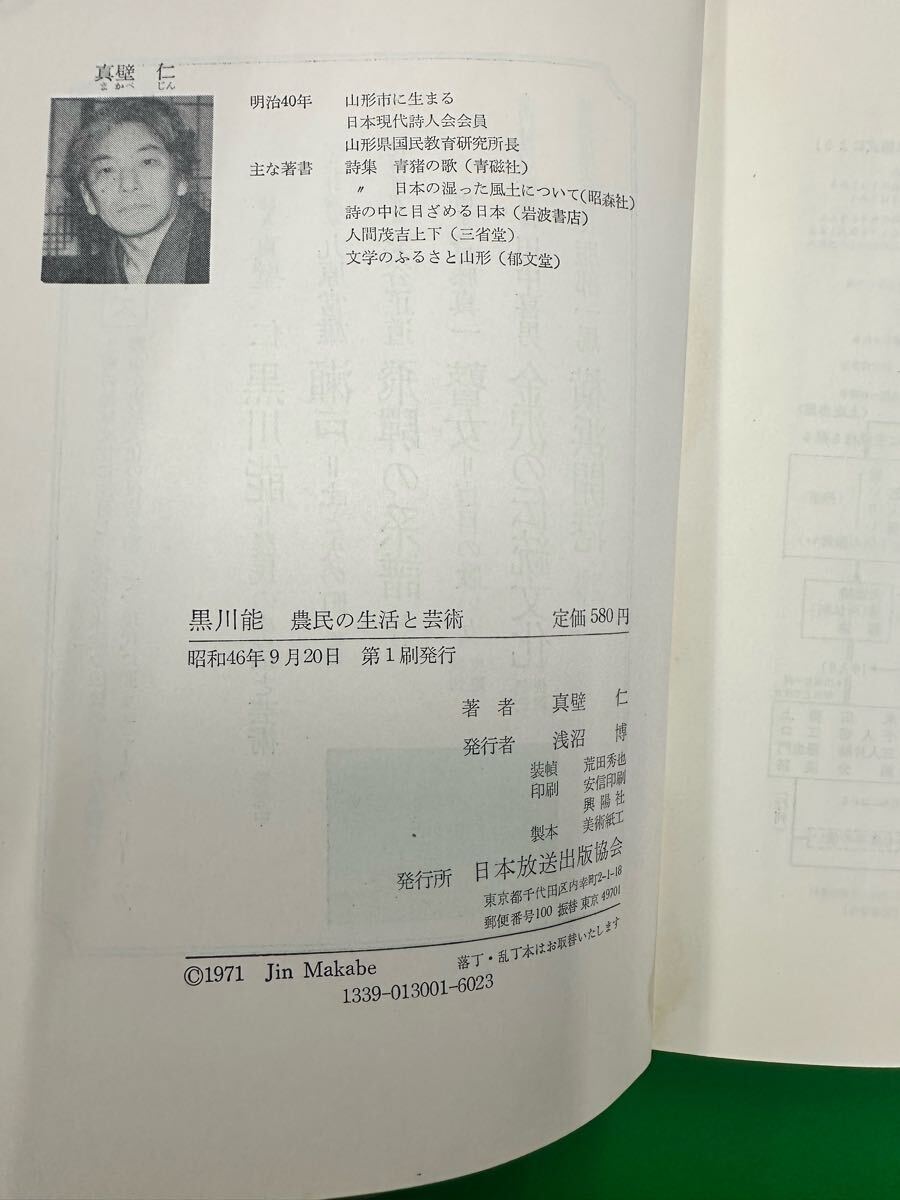 真壁 仁
まかべ じん
明治40年 山形市に生まる
日本現代詩人会会員
山形県国民教育研究所長
主な著書 詩集 青猪の歌(青磁社)
〃 日本の湿った風土について(昭森社)
詩の中に目ざめる日本(岩波書店)
人間茂吉上下(三省堂)
文学のふるさと山形(郁文堂)
黒川能 農民の生活と芸術 定価580円
昭和46年9月20日 第1刷発行
著者 真壁 仁
発行者 浅沼 博
装幀 荒田秀也
印刷 安信印刷
興陽社
製本 美術紙工
発行所 日本放送出版協会
東京都千代田区内幸町2-1-18
郵便番号100 振替 東京 49701
落丁・乱丁本はお取替いたします
©1971 Jin Makabe
1339-013001-6023